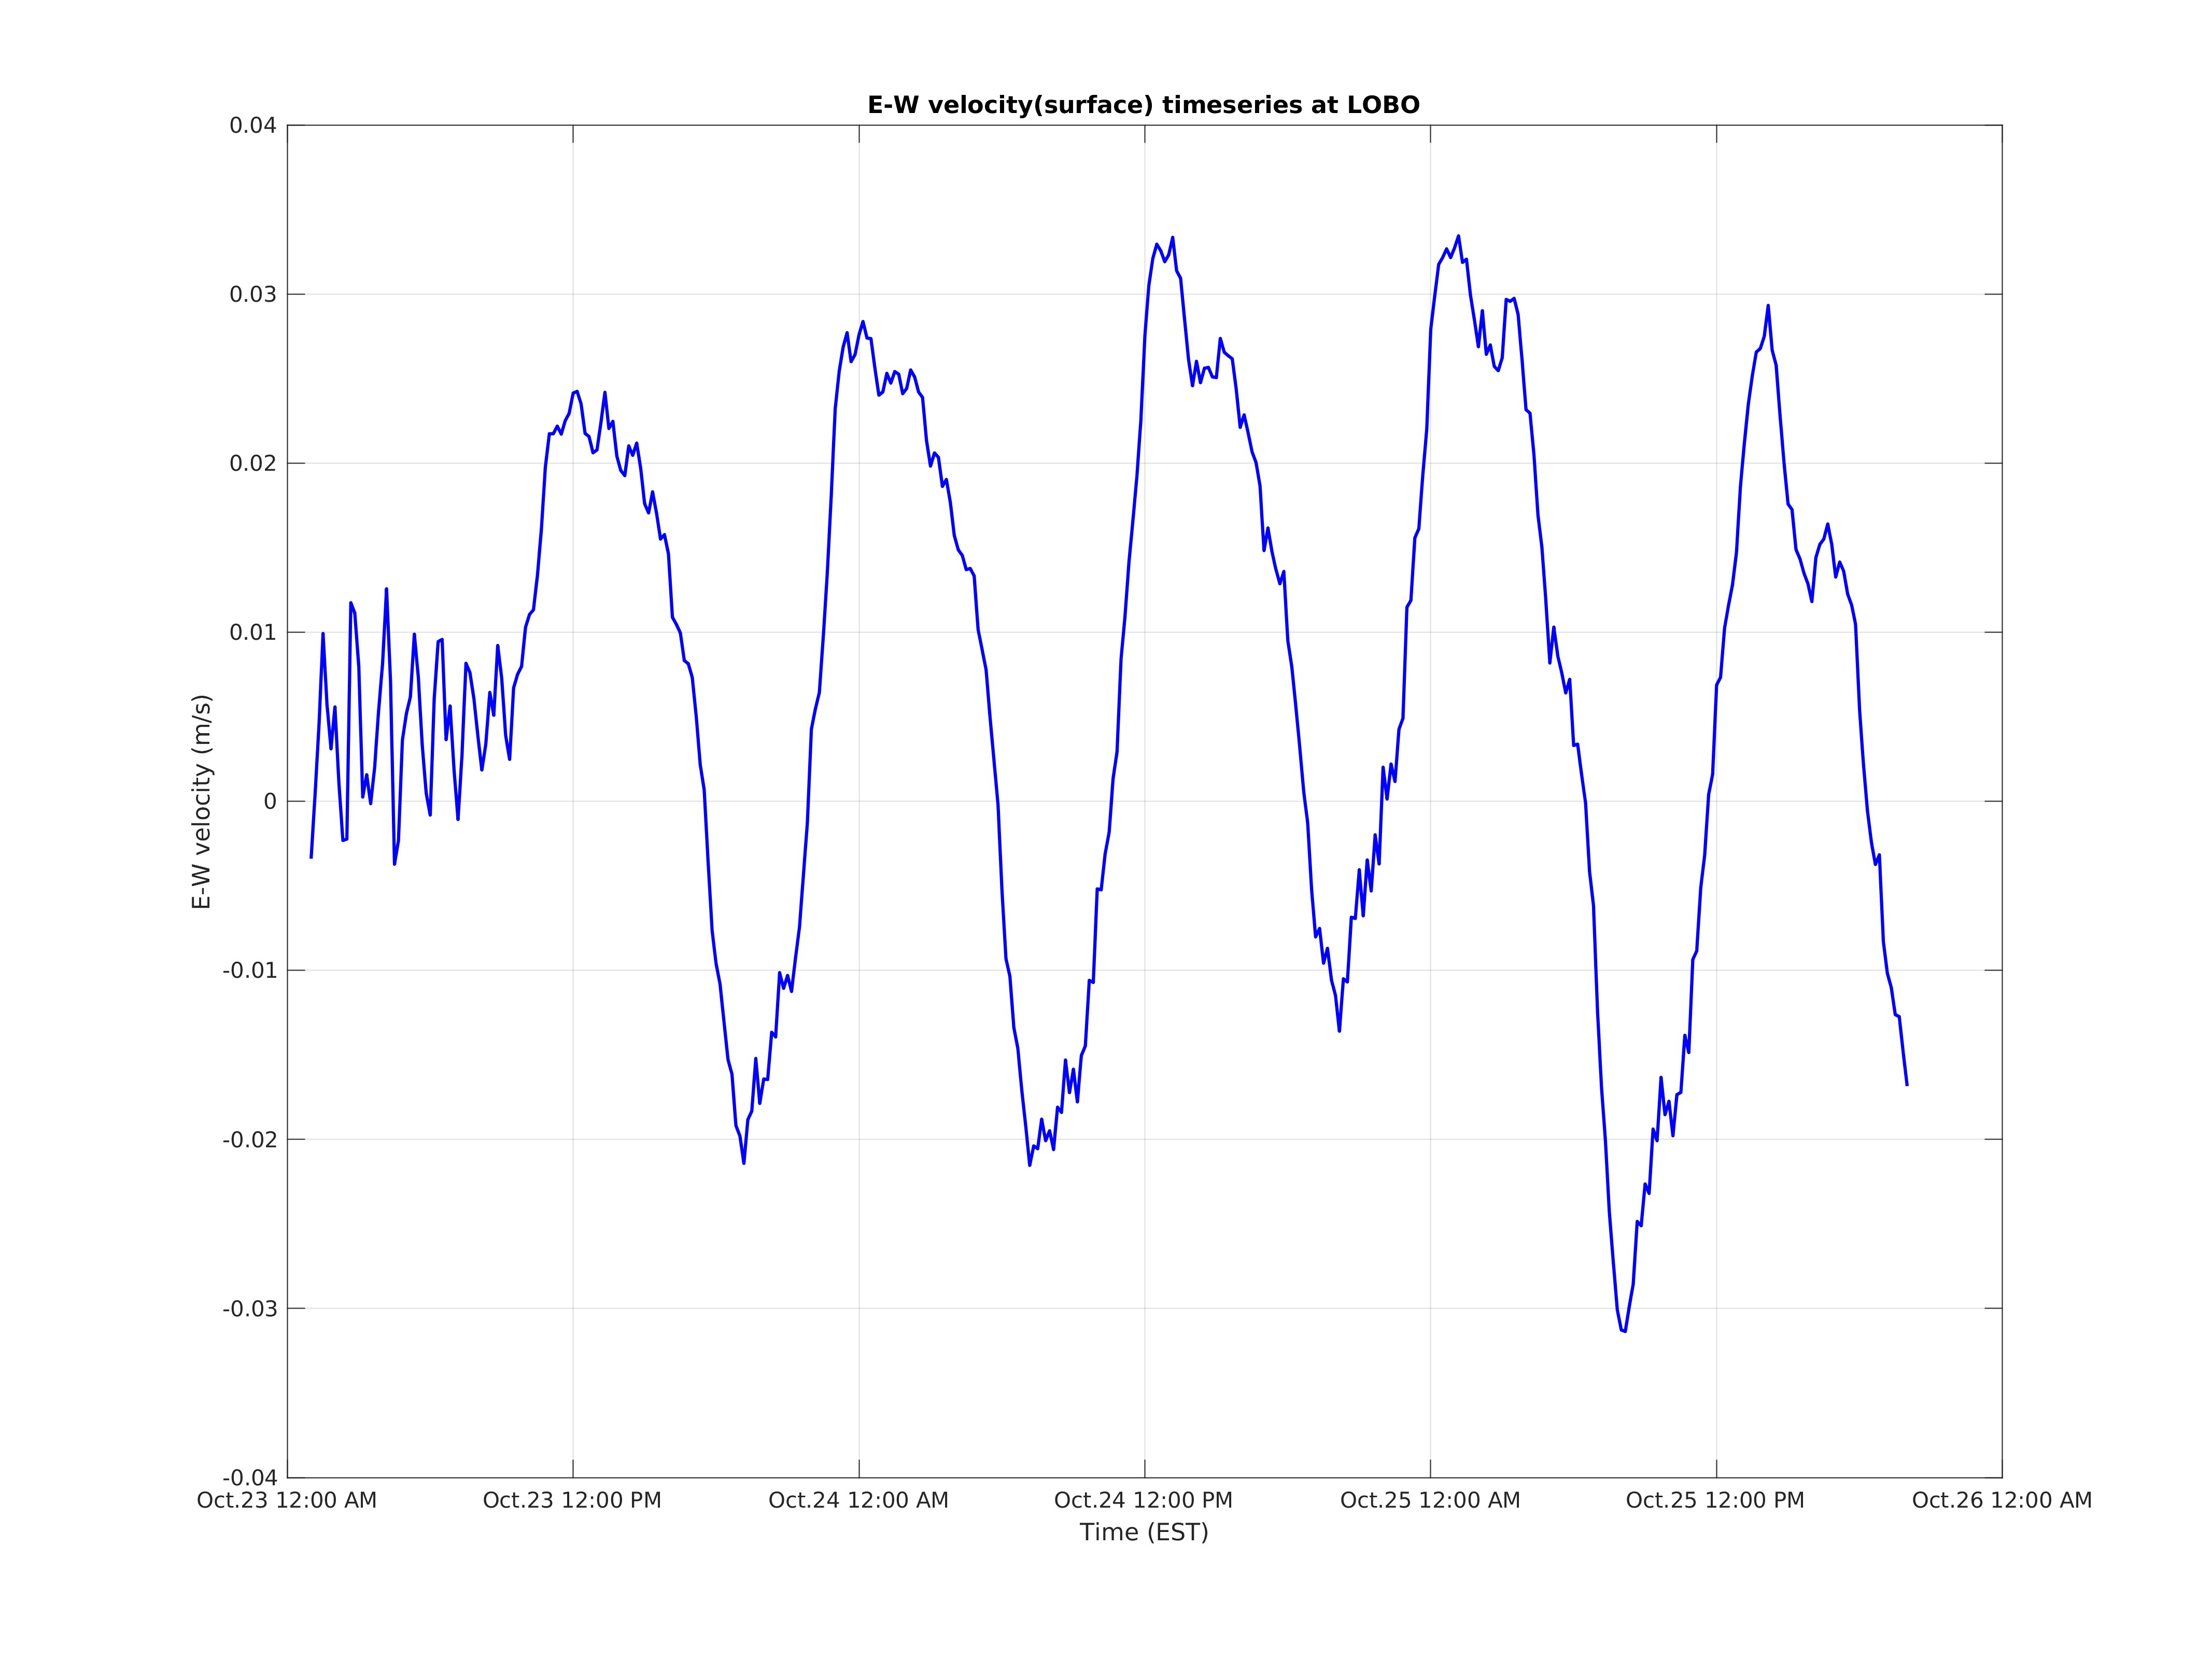 E-W velocity(surface) timeseries at LOBO
0.04
0.03
0.02
0.01
0
-0.01
-0.02
-0.03
-0.04
E-W velocity (m/s)
Oct.23 12:00 AM Oct.23 12:00 PM Oct.24 12:00 AM Oct.24 12:00 PM Oct.25 12:00 AM Oct.25 12:00 PM Oct.26 12:00 AM
Time (EST)